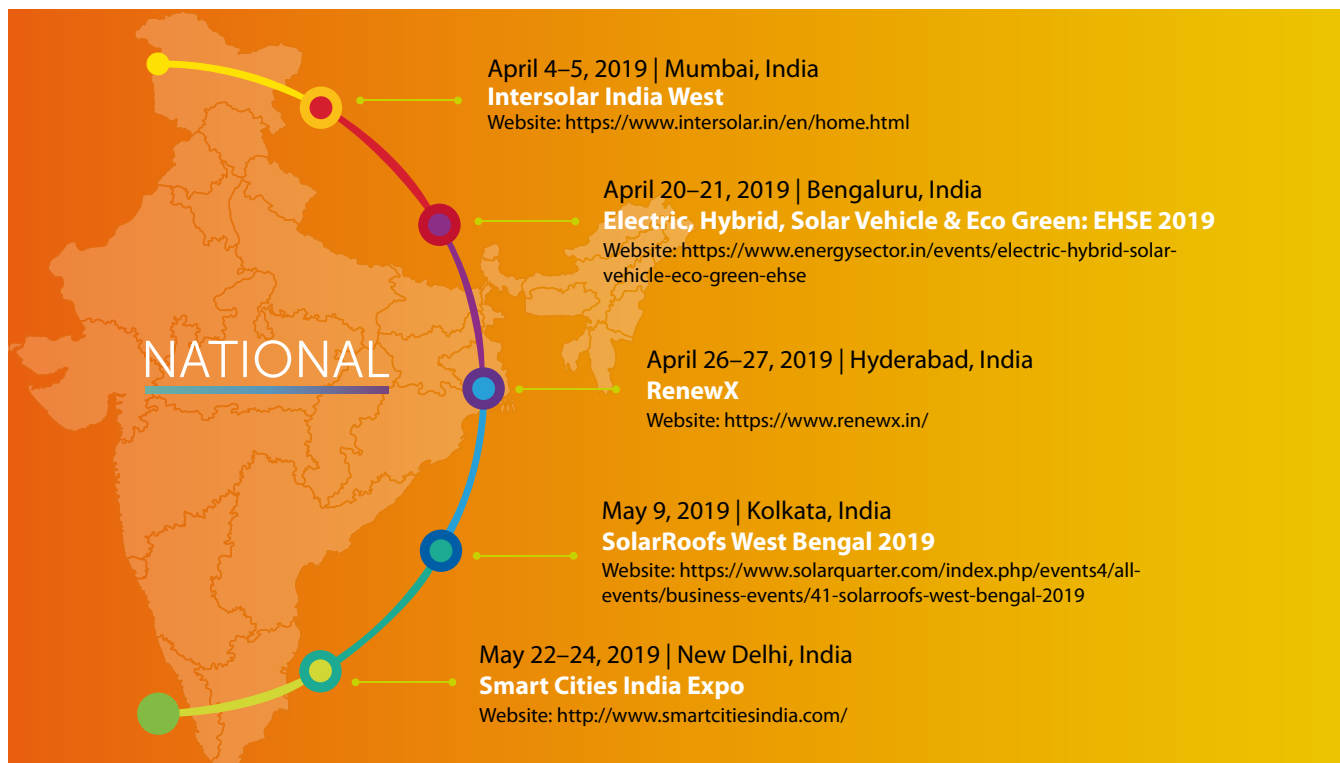 April 4–5, 2019 | Mumbai, India
Intersolar India West
Website: https://www.intersolar.in/en/home.html
April 20–21, 2019 | Bengaluru, India
Electric, Hybrid, Solar Vehicle & Eco Green: EHSE 2019
Website: https://www.energysector.in/events/electric-hybrid-solar-
vehicle-eco-green-ehse
NATIONAL
April 26–27, 2019 | Hyderabad, India
RenewX
Website: https://www.renewx.in/
May 9, 2019 | Kolkata, India
SolarRoofs West Bengal 2019
Website: https://www.solarquarter.com/index.php/events4/all-
events/business-events/41-solarroofs-west-bengal-2019
May 22–24, 2019 | New Delhi, India
Smart Cities India Expo
Website: http://www.smartcitiesindia.com/